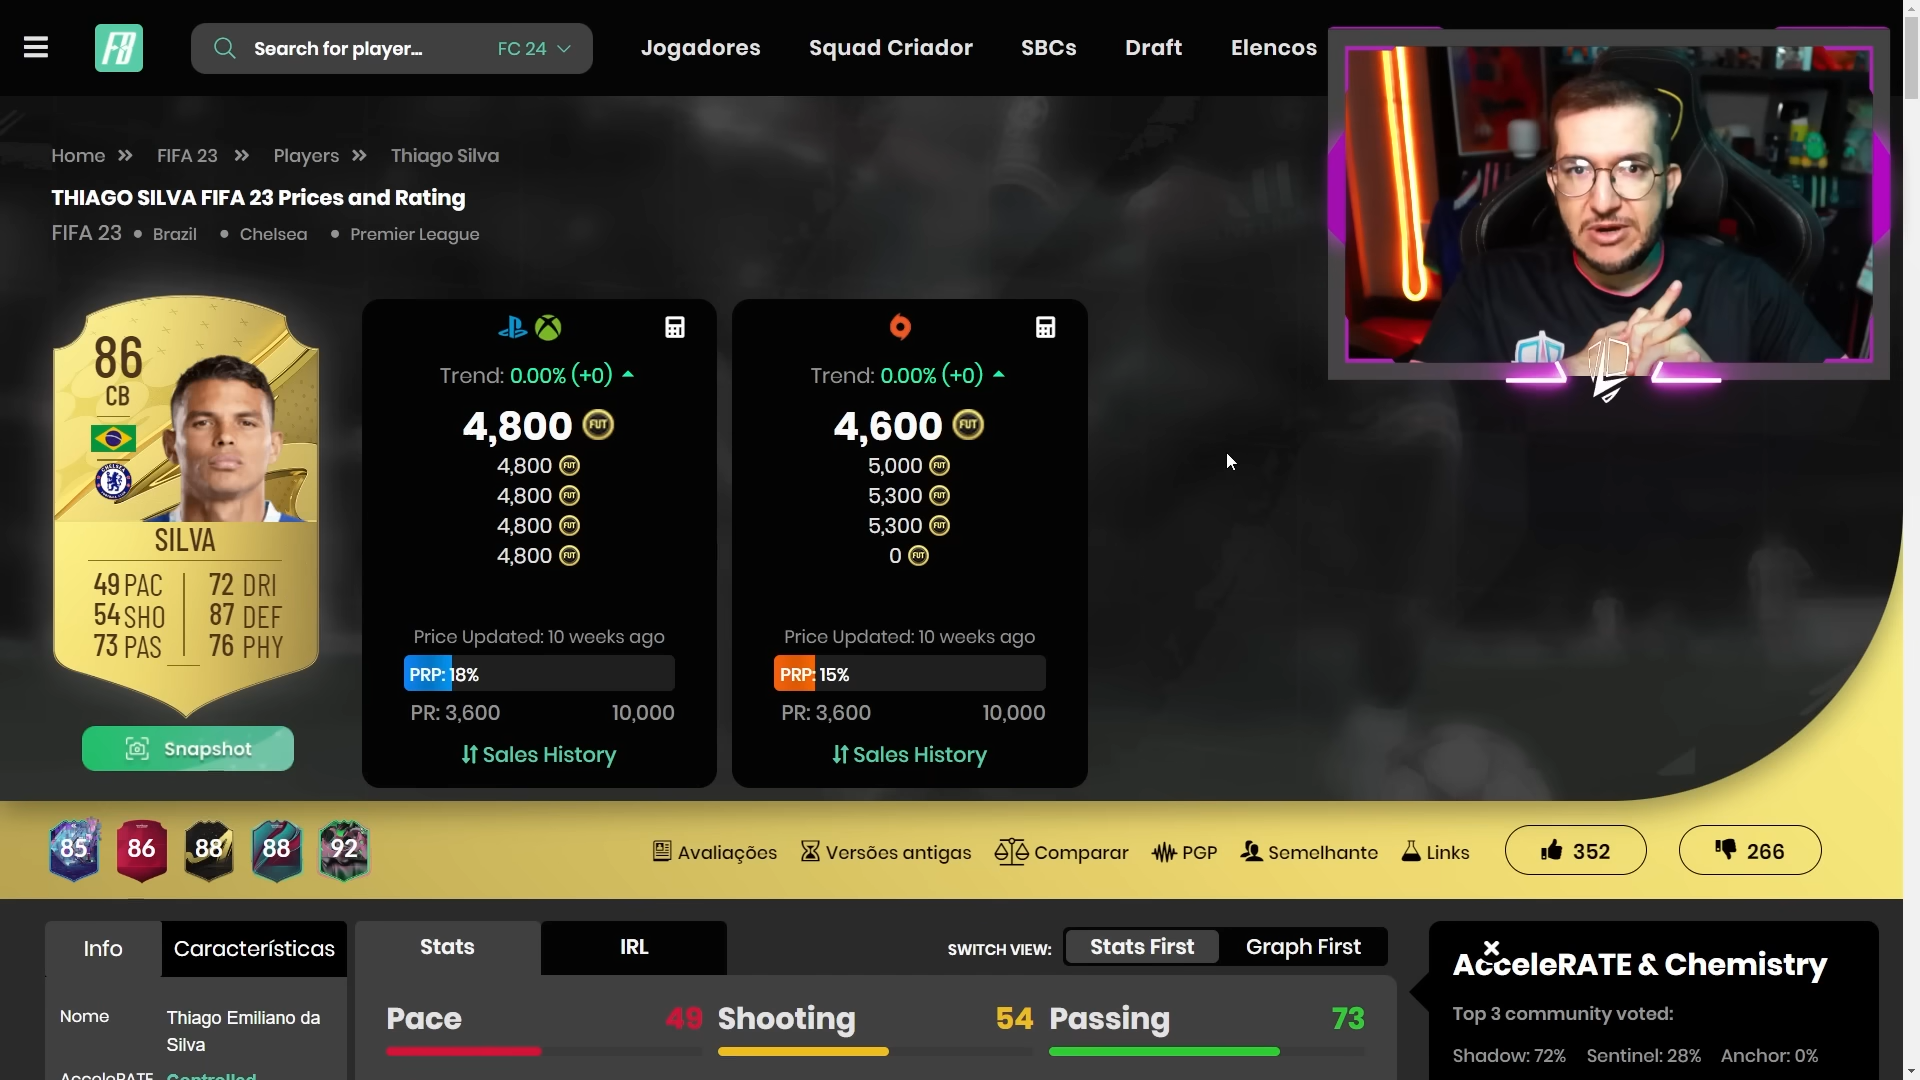 FB
Search for player...
FC 24
Jogadores
Squad Criador
SBCs
Draft
Elencos
Home » FIFA 23 » Players » Thiago Silva
THIAGO SILVA FIFA 23 Prices and Rating
FIFA 23 • Brazil • Chelsea • Premier League
86
CB
SILVA
49 PAC 72 DRI
54 SHO 87 DEF
73 PAS 76 PHY
Snapshot
Trend: 0.00% (+0)
4,800
4,800
4,800
4,800
4,800
Price Updated: 10 weeks ago
PRP: 18%
PR: 3,600 10,000
Sales History
Trend: 0.00% (+0)
4,600
5,000
5,300
5,300
0
Price Updated: 10 weeks ago
PRP: 15%
PR: 3,600 10,000
Sales History
85 86 88 88 92
Avaliações Versões antigas Comparar PGP Semelhante Links 352 266
Info Características
Nome Thiago Emiliano da
Silva
AcceleRATE Controlled
Stats IRL
SWITCH VIEW: Stats First Graph First
Pace 49 Shooting 54 Passing 73
AcceleRATE & Chemistry
Top 3 community voted:
Shadow: 72% Sentinel: 28% Anchor: 0%